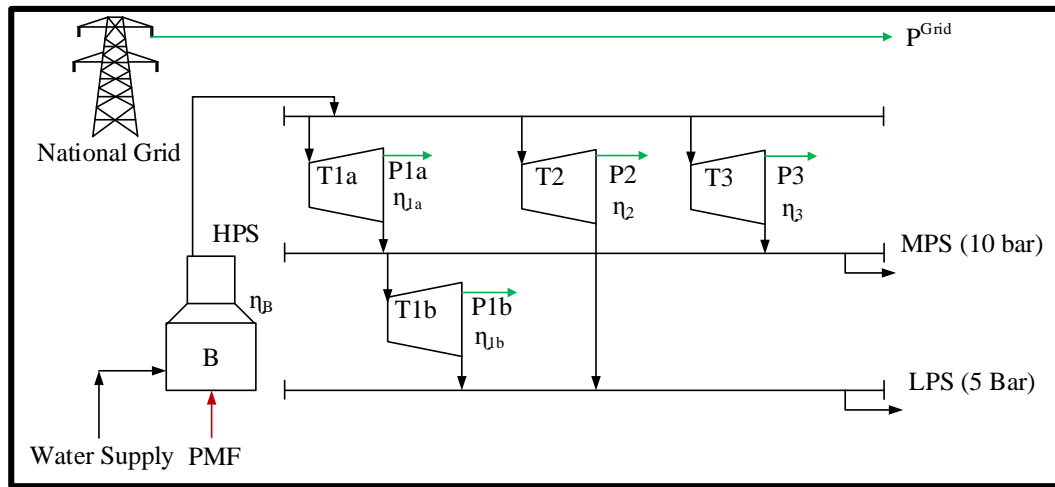 P^Grid
National Grid
T1a
P1a
η1a
T2
P2
η2
T3
P3
η3
HPS
MPS (10 bar)
ηB
T1b
P1b
η1b
B
LPS (5 Bar)
Water Supply
PMF